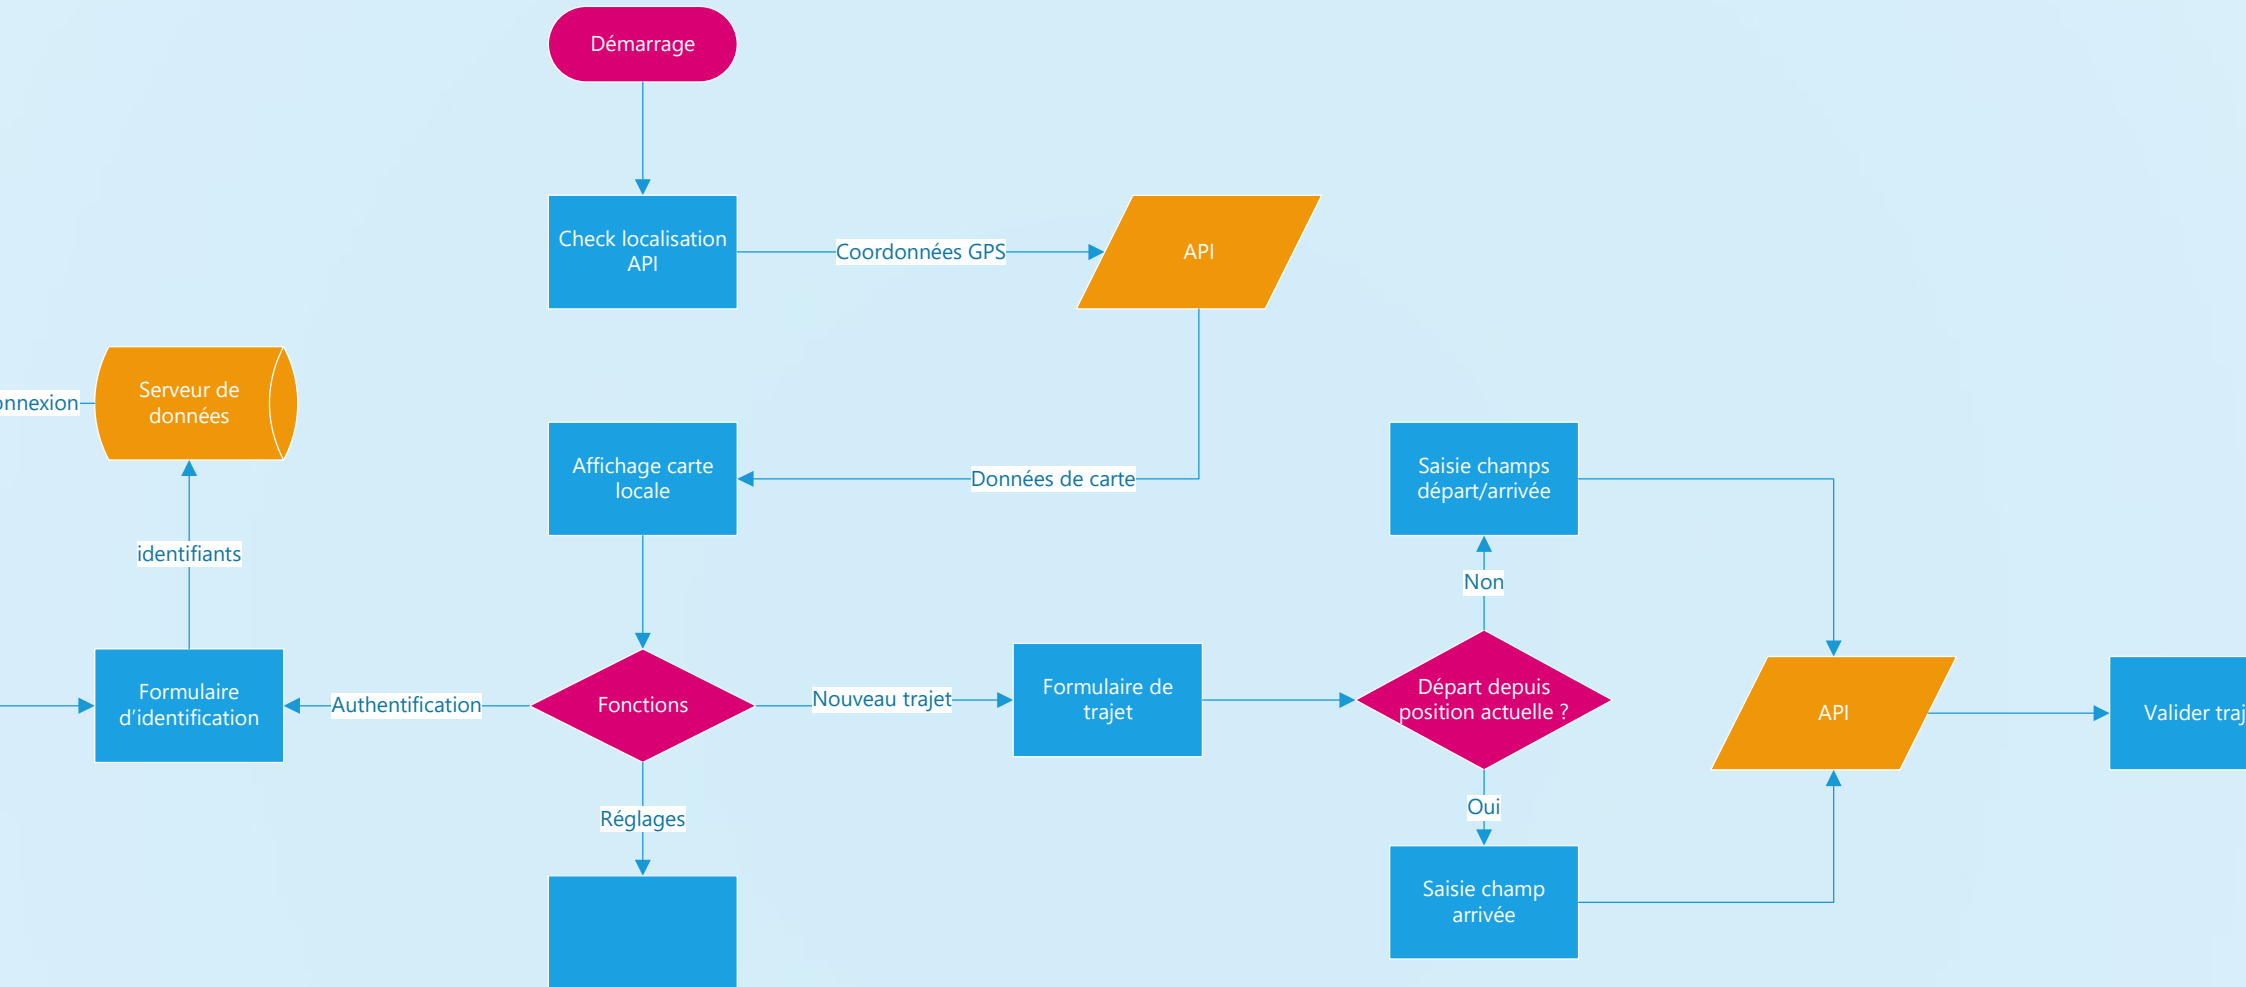 Démarrage
Check localisation
API
Coordonnées GPS
API
Serveur de
données
Affichage carte
locale
Données de carte
Saisie champs
départ/arrivée
identifiants
Non
Formulaire
d’identification
Authentification
Fonctions
Nouveau trajet
Formulaire de
trajet
Départ depuis
position actuelle ?
API
Valider
Réglages
Oui
Saisie champ
arrivée